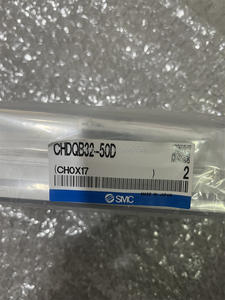 CHDQB32-50D
(CHOX17 ) 2
SMC